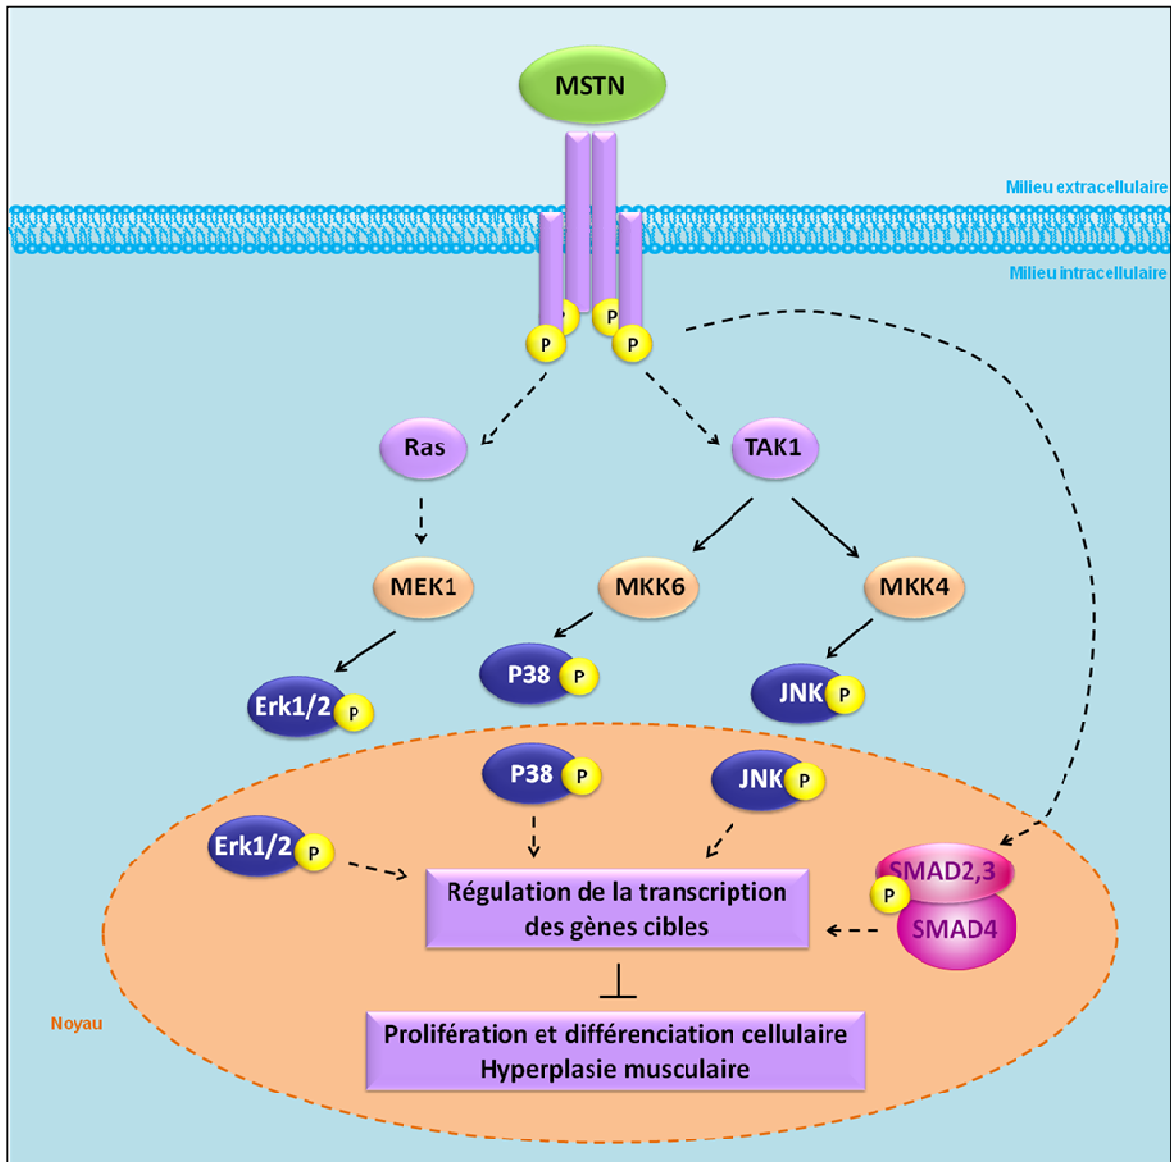 MSTN
Milieu extracellulaire
Milieu intracellulaire
P
P
P
P
Ras
TAK1
MEK1
MKK6
MKK4
P38
P
JNK
P
Erk1/2
P
P38
P
JNK
P
Erk1/2
P
SMAD2,3
P
SMAD4
Régulation de la transcription
des gènes cibles
Noyau
Prolifération et différenciation cellulaire
Hyperplasie musculaire